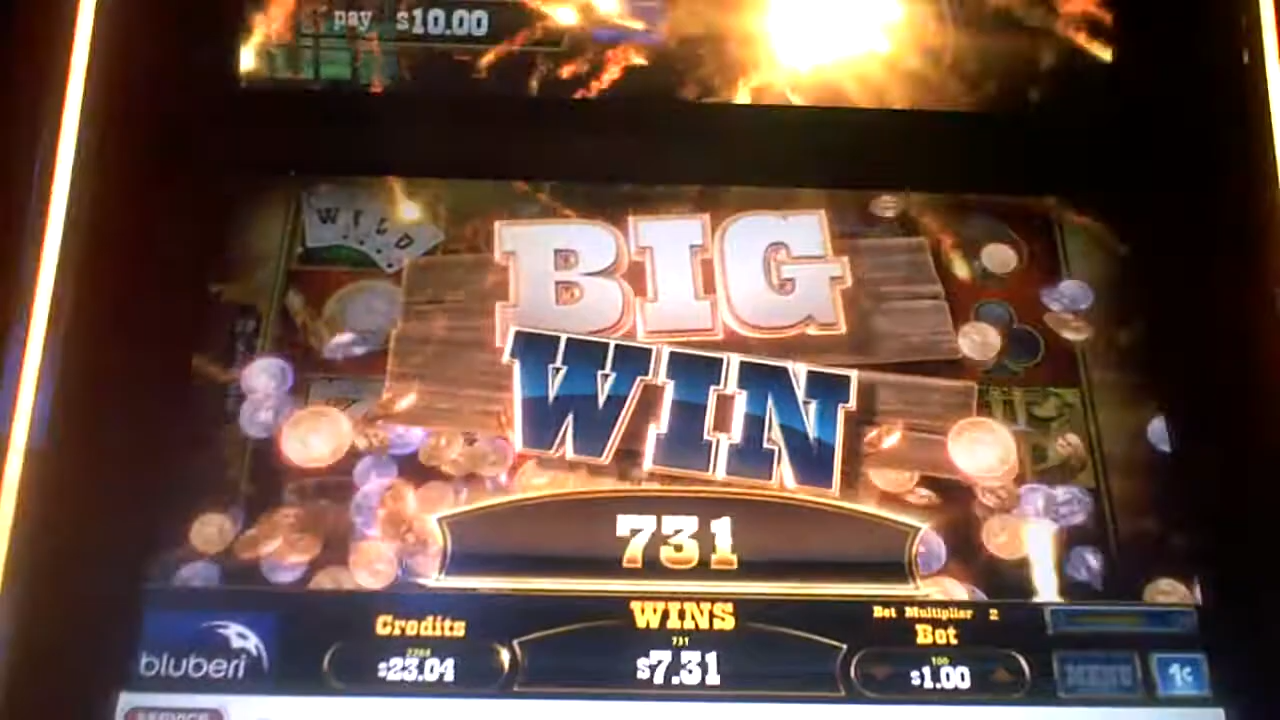 pay $10.00
WILD
BIG
WIN
731
bluberi
Credits
$23.04
WINS
731
$7.31
Bet Multiplier 2
Bet
100
$1.00
MENU
1¢
SERVICE